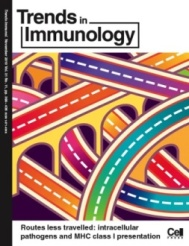 Trends in
Immunology
Routes less travelled: intracellular
pathogens and MHC class I presentation
Cell